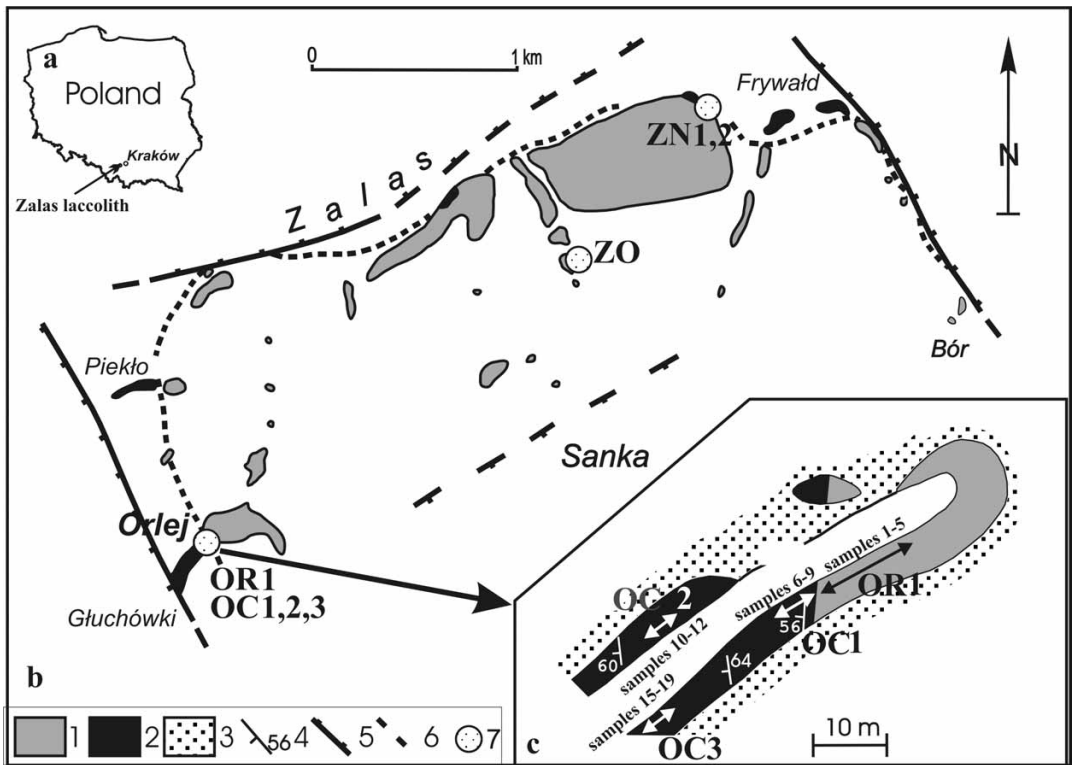 a
Poland
Kraków
Zalas laccolith
0
1 km
Frywałd
N
ZN1,2
Zalas
ZO
Bór
Piekło
Sanka
Orlej
OR1
OC1,2,3
Głuchówki
b
samples 1-5
samples 6-9
OR1
OC 2
56
OC1
samples 10-12
60
64
samples 15-19
OC3
10 m
c
1 2 3 56 4 5 6 7